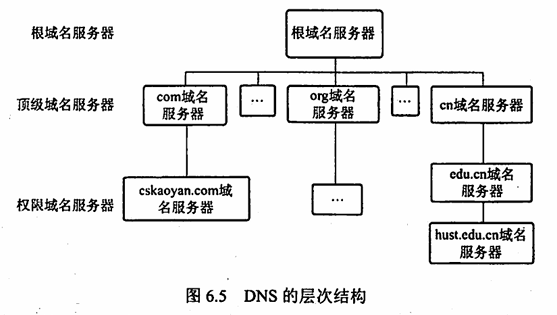 根域名服务器
根域名服务器
顶级域名服务器
com域名
服务器
...
org域名
服务器
...
cn域名服务器
权限域名服务器
cskaoyan.com域
名服务器
...
edu.cn域名
服务器
hust.edu.cn域名
服务器
图 6.5 DNS 的层次结构